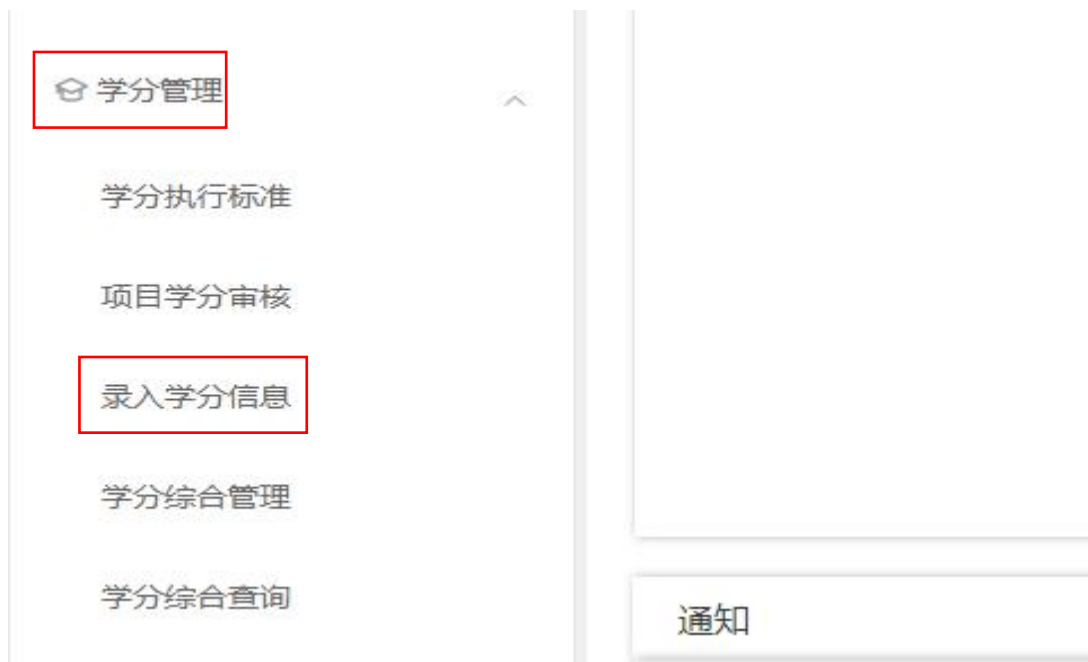 学分管理
学分执行标准
项目学分审核
录入学分信息
学分综合管理
学分综合查询
通知